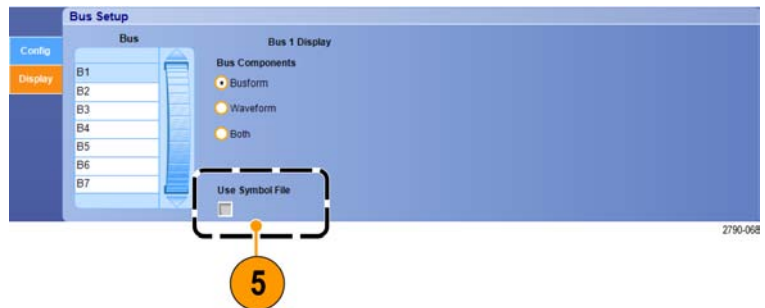 Bus Setup
Config
Display
Bus
B1
B2
B3
B4
B5
B6
B7
Bus 1 Display
Bus Components
Busform
Waveform
Both
Use Symbol File
5
2790-068